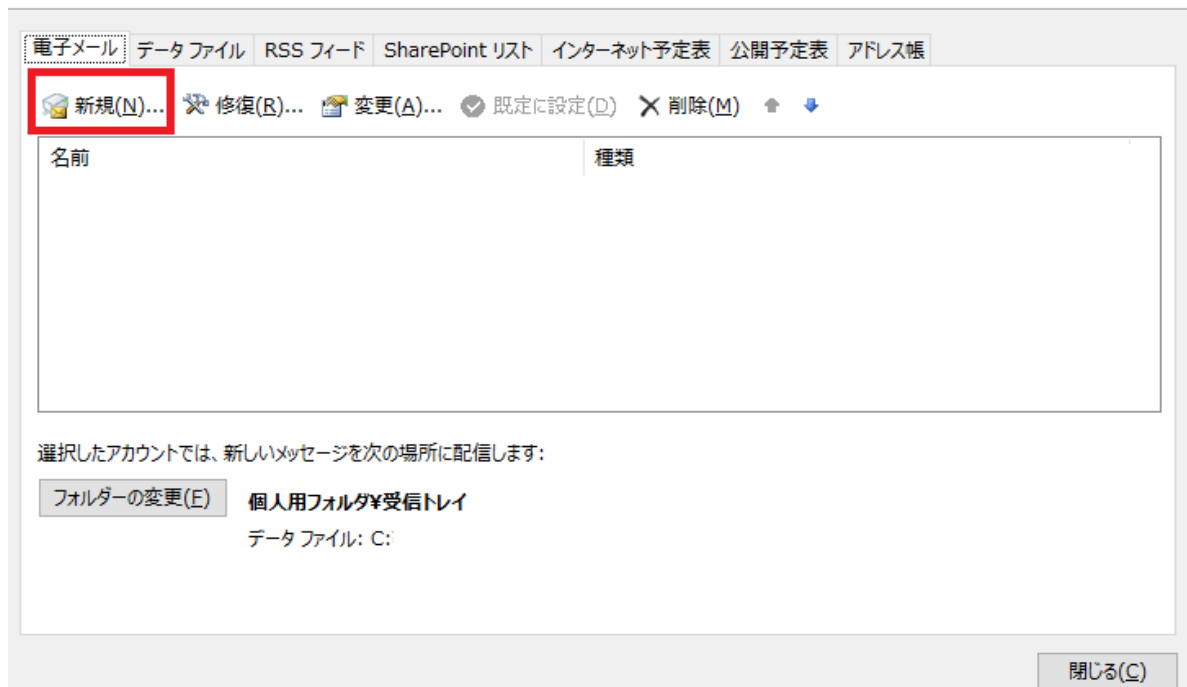 電子メール データ ファイル RSS フィード SharePoint リスト インターネット予定表 公開予定表 アドレス帳
新規(N)... 修復(R)... 変更(A)... 既定に設定(D) 削除(M)
名前 種類
選択したアカウントでは、新しいメッセージを次の場所に配信します:
フォルダーの変更(F) 個人用フォルダ¥受信トレイ
データ ファイル: C:
閉じる(C)